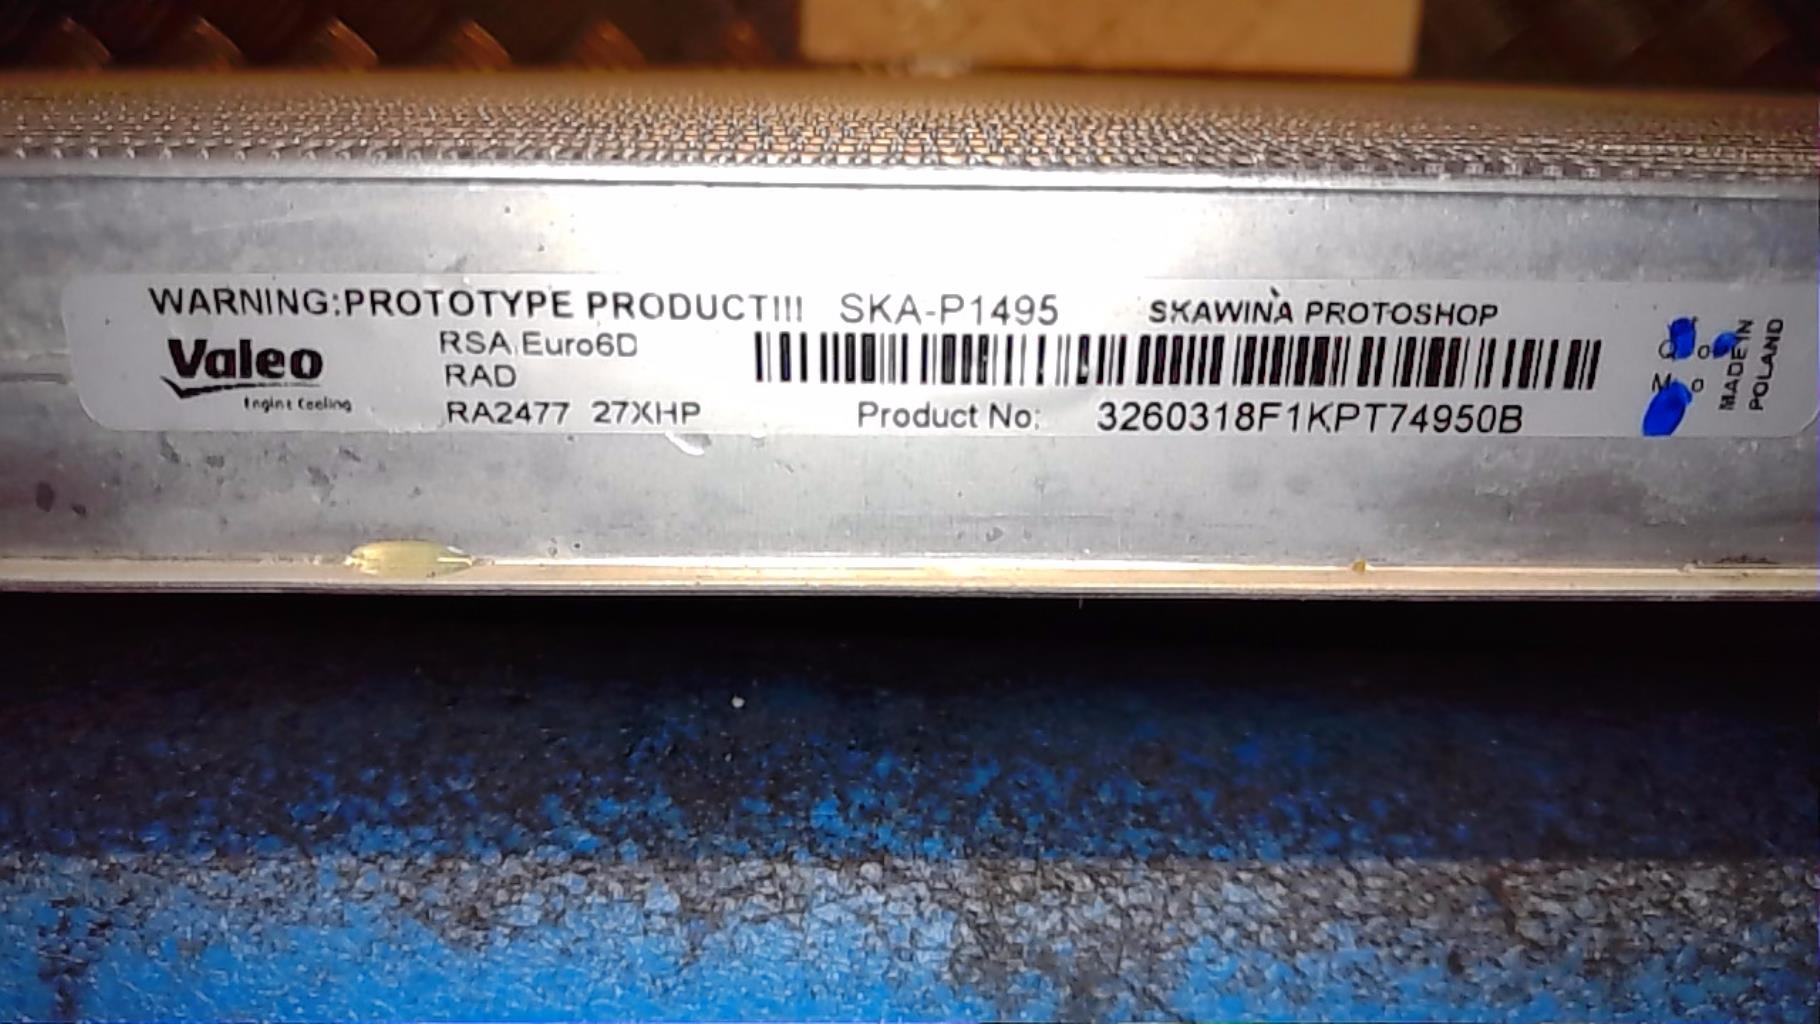 WARNING:PROTOTYPE PRODUCT!!! SKA-P1495 SKAWINA PROTOSHOP
Valeo
Engine Cooling
RSA Euro6D
RAD
RA2477 27XHP
Product No: 3260318F1KPT74950B
Q o
M o
MADE IN
POLAND